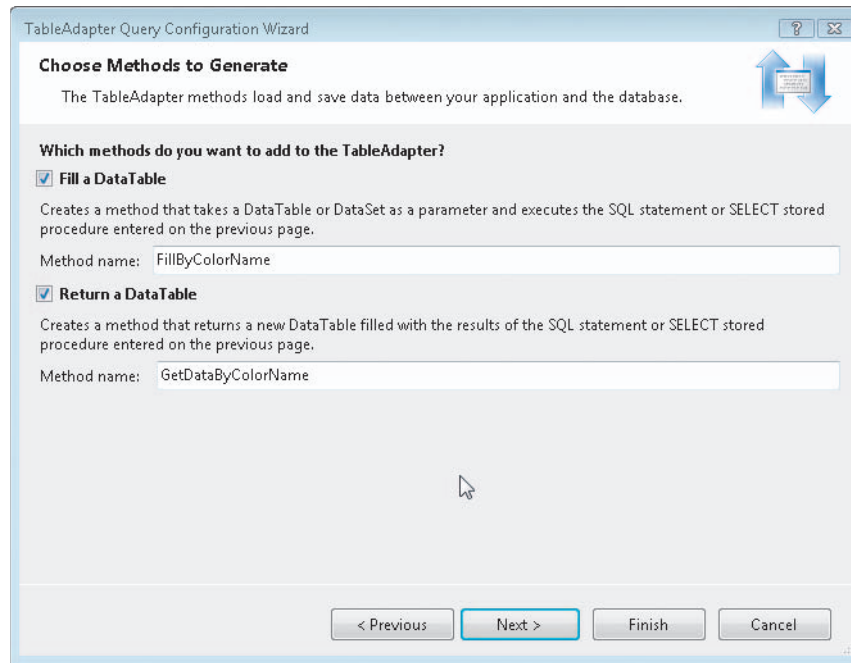 TableAdapter Query Configuration Wizard
Choose Methods to Generate
The TableAdapter methods load and save data between your application and the database.
Which methods do you want to add to the TableAdapter?
Fill a DataTable
Creates a method that takes a DataTable or DataSet as a parameter and executes the SQL statement or SELECT stored
procedure entered on the previous page.
Method name: FillByColorName
Return a DataTable
Creates a method that returns a new DataTable filled with the results of the SQL statement or SELECT stored
procedure entered on the previous page.
Method name: GetDataByColorName
< Previous Next > Finish Cancel